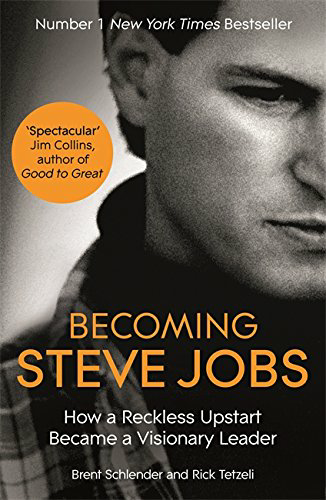 Number 1 New York Times Bestseller
'Spectacular'
Jim Collins,
author of
Good to Great
BECOMING
STEVE JOBS
How a Reckless Upstart
Became a Visionary Leader
Brent Schlender and Rick Tetzeli